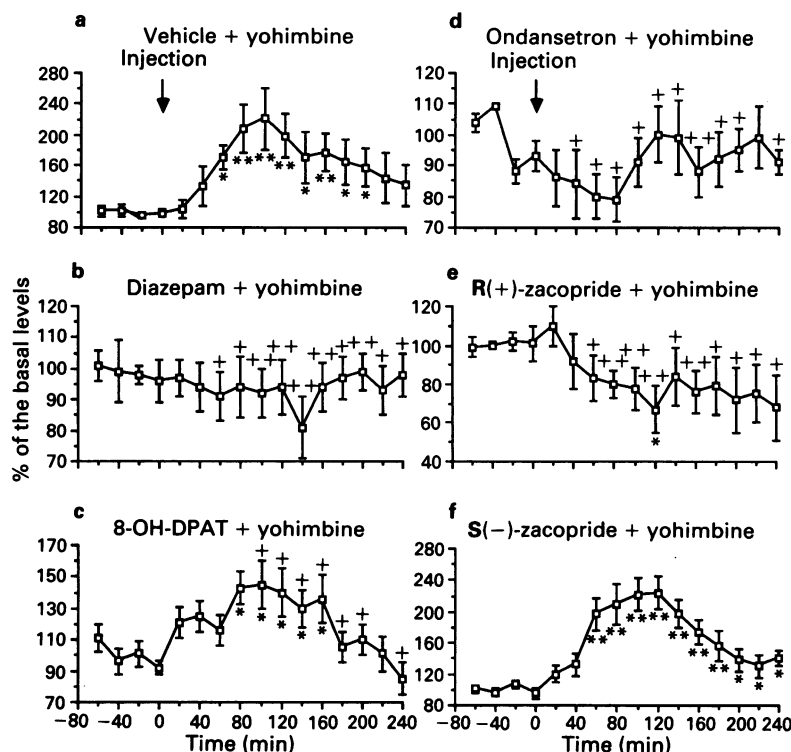 a
Vehicle + yohimbine
Injection
280
240
200
160
120
80
*
**
**
**
*
**
*
*
d
Ondansetron + yohimbine
Injection
120
110
100
90
80
70
+ + + + + + ++ + + +
b
Diazepam + yohimbine
120
110
100
90
80
70
+ + ++ ++ ++ ++ + ++ + +
e
R(+)-zacopride + yohimbine
120
100
80
60
40
+ ++ ++ ++ + ++ + + + +
*
c
8-OH-DPAT + yohimbine
170
150
130
110
90
70
+ + + + + + +
* * * * *
f
S(−)-zacopride + yohimbine
280
240
200
160
120
80
** ** ** ** ** ** ** * * *
% of the basal levels
−80 −40 0 40 80 120 160 200 240
Time (min)
−80 −40 0 40 80 120 160 200 240
Time (min)